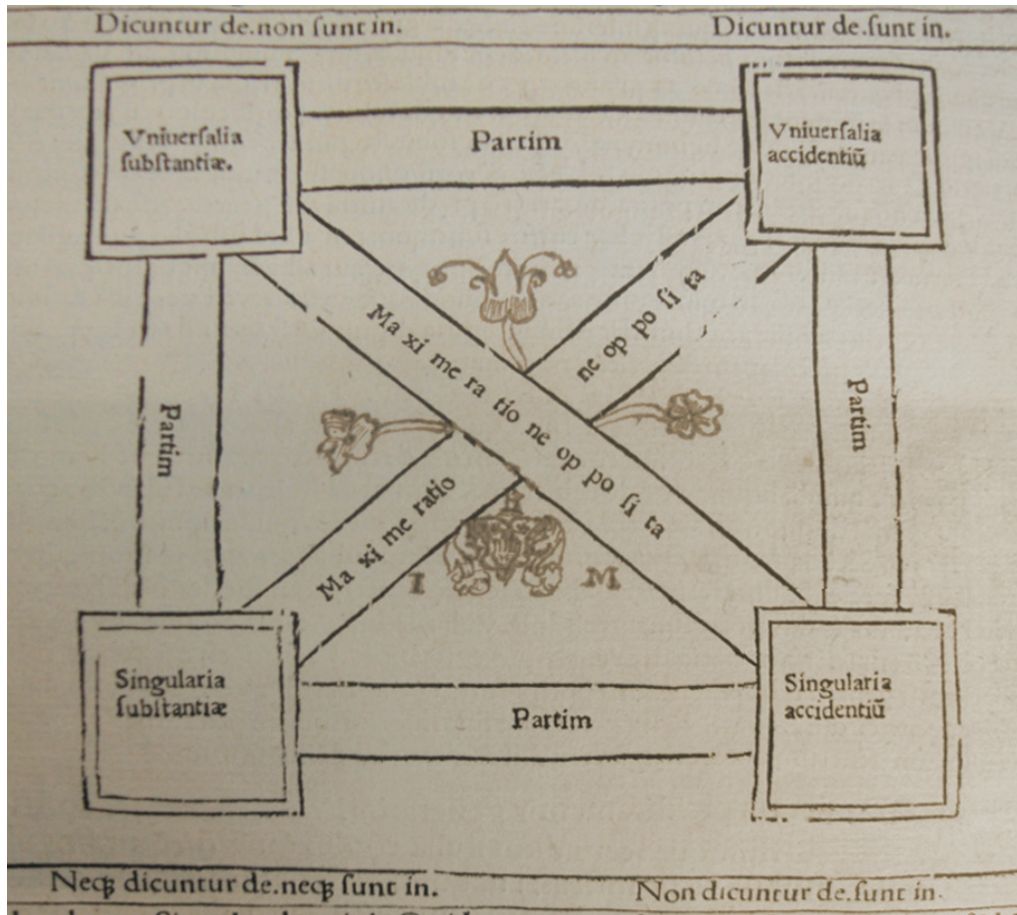 Dicuntur de.non ſunt in.
Dicuntur de.ſunt in.
Vniuerſalia
ſubſtantiæ.
Partim
Vniuerſalia
accidentiū
Ma xi me ra tio ne op po ſi ta
ne op po ſi ta
Partim
Partim
Ma xi me ratio
I
M
Singularia
ſubſtantiæ
Partim
Singularia
accidentiū
Neqꝫ dicuntur de.neqꝫ ſunt in.
Non dicuntur de.ſunt in.